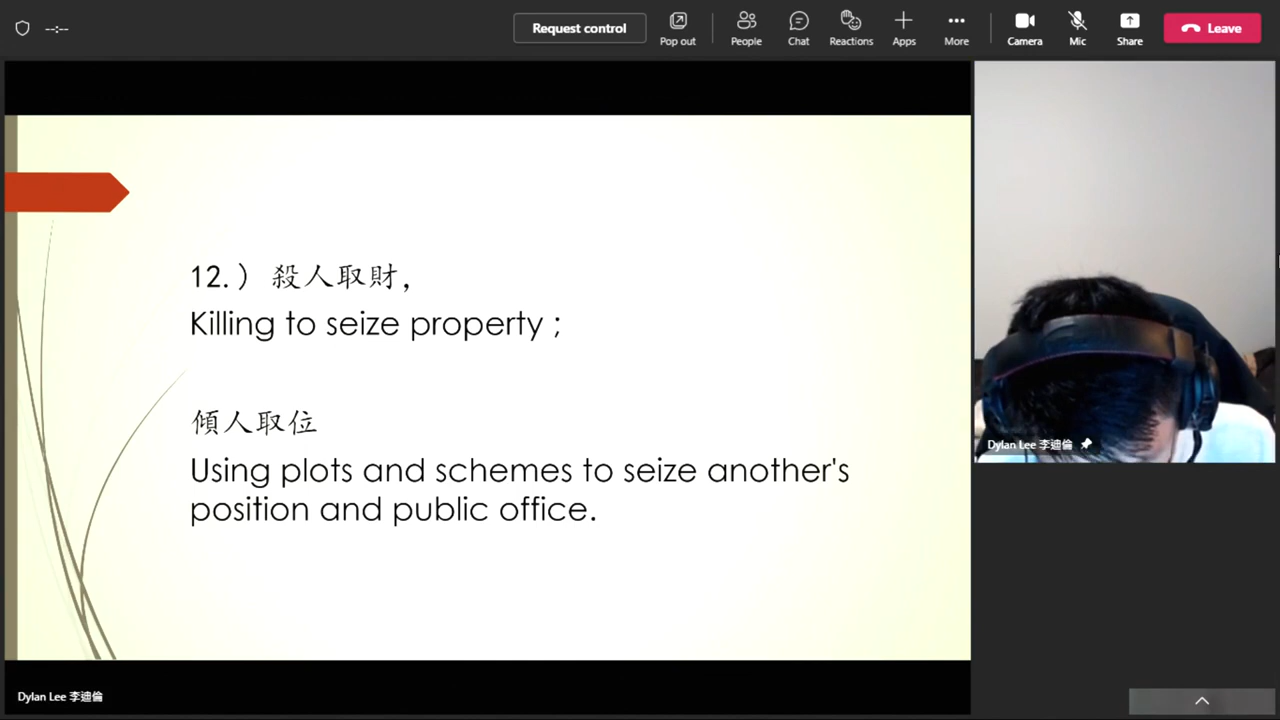 --:--
Request control
Pop out
People
Chat
Reactions
Apps
More
Camera
Mic
Share
Leave
12.） 殺人取財，
Killing to seize property ;
傾人取位
Using plots and schemes to seize another's
position and public office.
Dylan Lee 李迪倫
Dylan Lee 李迪倫